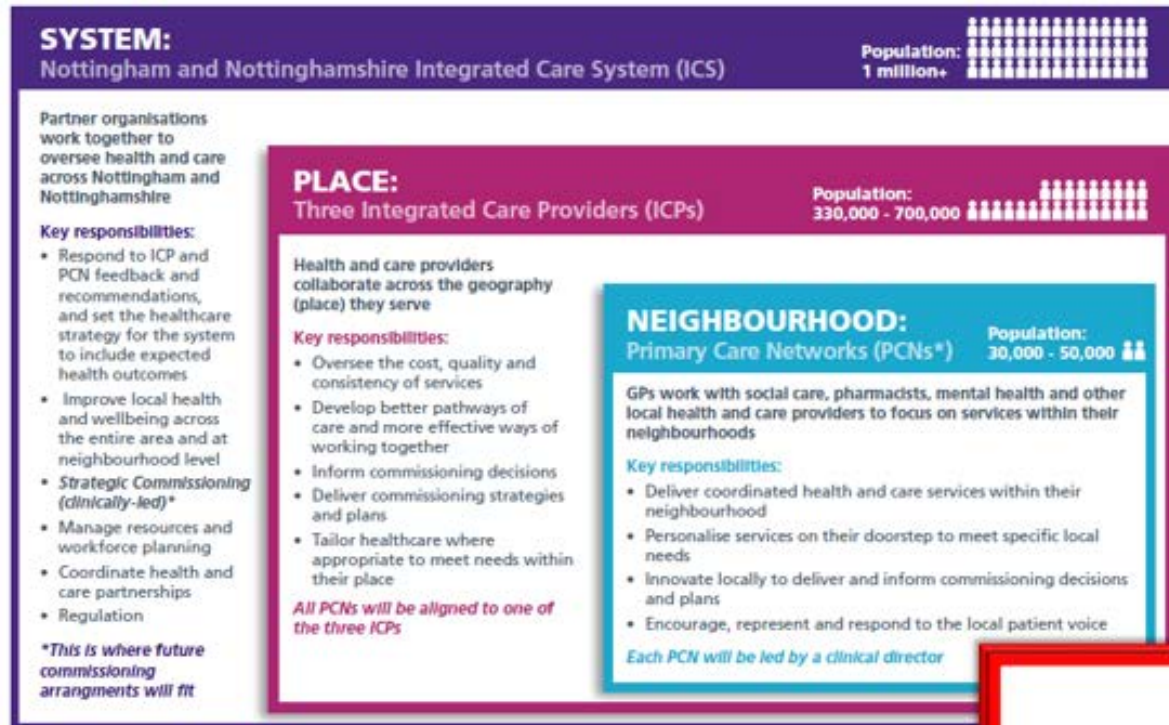 SYSTEM:
Nottingham and Nottinghamshire Integrated Care System (ICS)
Population:
1 million+
Partner organisations
work together to
oversee health and care
across Nottingham and
Nottinghamshire
Key responsibilities:
• Respond to ICP and
PCN feedback and
recommendations,
and set the healthcare
strategy for the system
to include expected
health outcomes
• Improve local health
and wellbeing across
the entire area and at
neighbourhood level
• Strategic Commissioning
(clinically-led)*
• Manage resources and
workforce planning
• Coordinate health and
care partnerships
• Regulation
*This is where future
commissioning
arrangments will fit
PLACE:
Three Integrated Care Providers (ICPs)
Population:
330,000 - 700,000
Health and care providers
collaborate across the geography
(place) they serve
Key responsibilities:
• Oversee the cost, quality and
consistency of services
• Develop better pathways of
care and more effective ways of
working together
• Inform commissioning decisions
• Deliver commissioning strategies
and plans
• Tailor healthcare where
appropriate to meet needs within
their place
All PCNs will be aligned to one of
the three ICPs
NEIGHBOURHOOD:
Primary Care Networks (PCNs*)
Population:
30,000 - 50,000
GPs work with social care, pharmacists, mental health and other
local health and care providers to focus on services within their
neighbourhoods
Key responsibilities:
• Deliver coordinated health and care services within their
neighbourhood
• Personalise services on their doorstep to meet specific local
needs
• Innovate locally to deliver and inform commissioning decisions
and plans
• Encourage, represent and respond to the local patient voice
Each PCN will be led by a clinical director